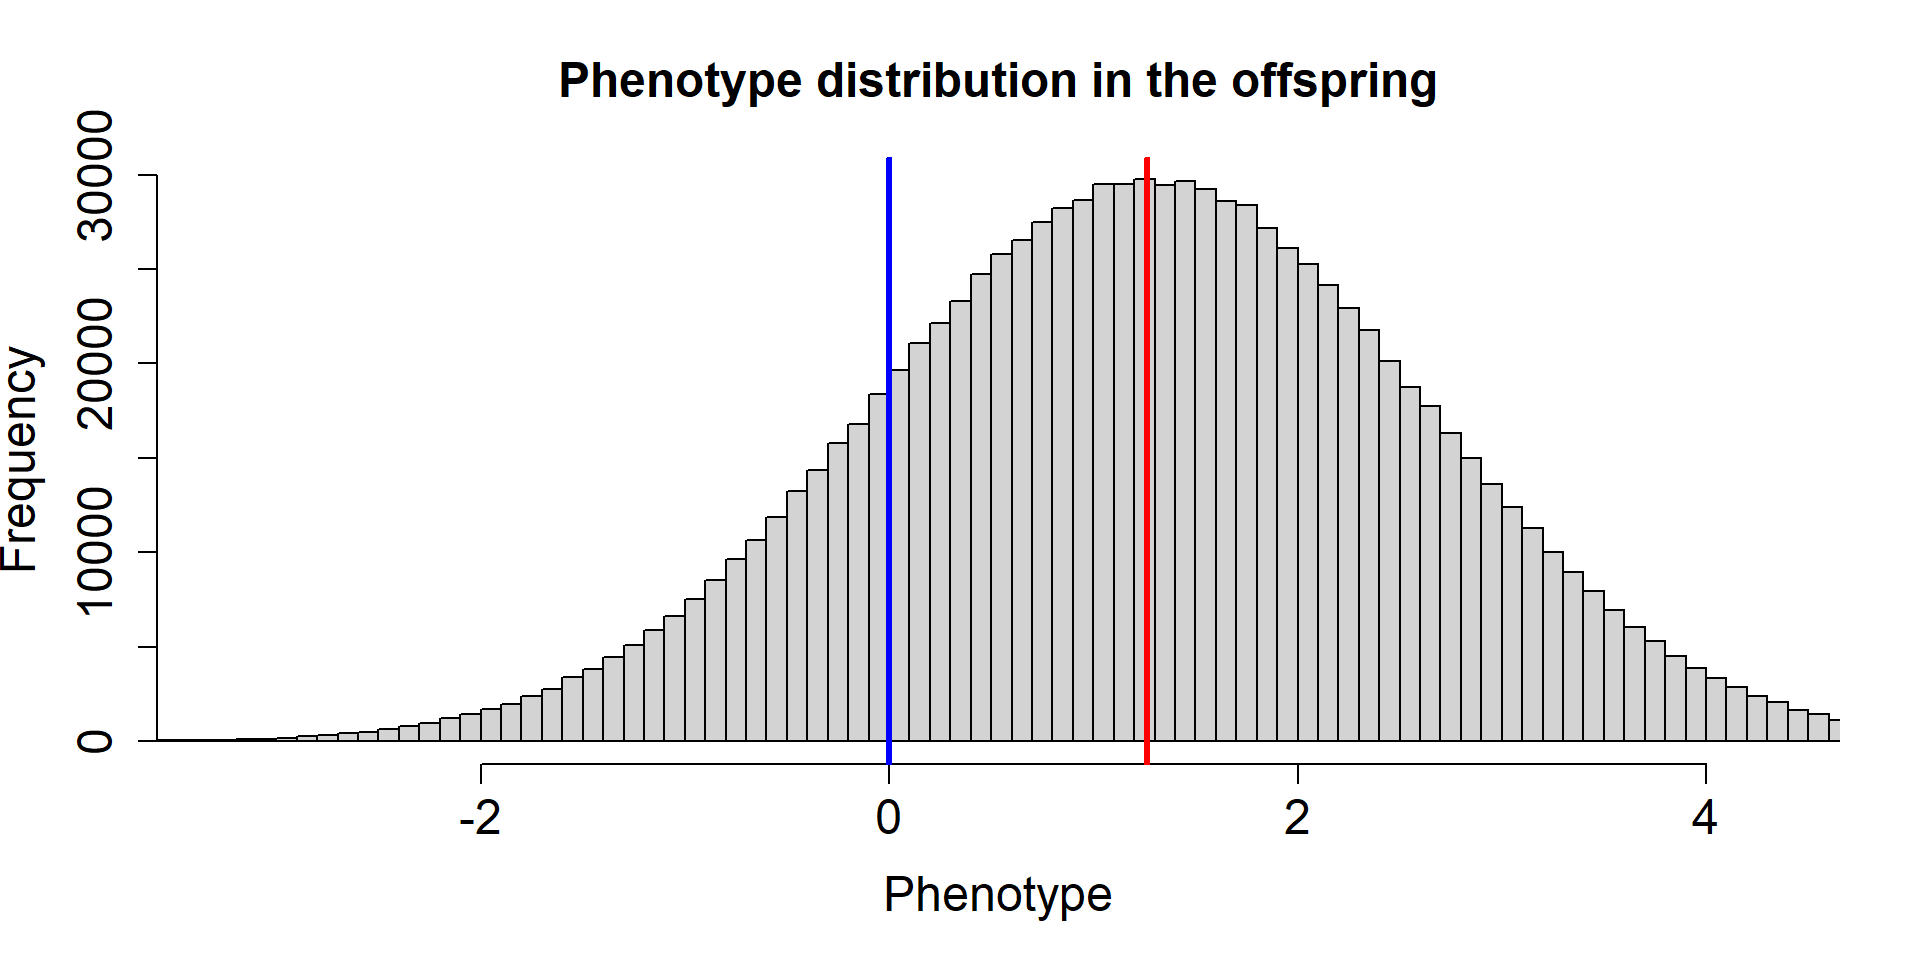 Phenotype distribution in the offspring
Frequency
30000
20000
10000
0
-2
0
2
4
Phenotype